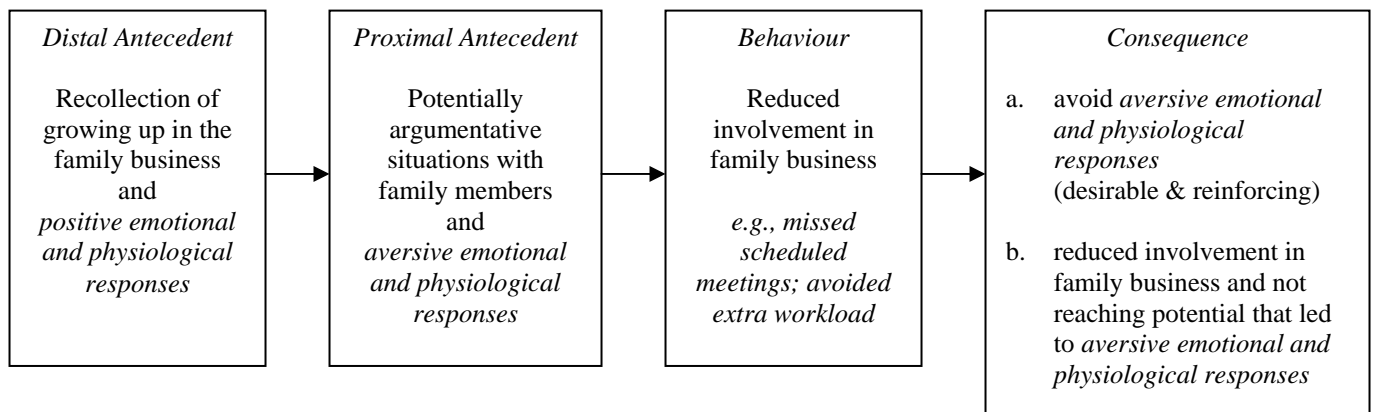 Distal Antecedent
Recollection of
growing up in the
family business
and
positive emotional
and physiological
responses
Proximal Antecedent
Potentially
argumentative
situations with
family members
and
aversive emotional
and physiological
responses
Behaviour
Reduced
involvement in
family business
e.g., missed
scheduled
meetings; avoided
extra workload
Consequence
a. avoid aversive emotional
and physiological
responses
(desirable & reinforcing)
b. reduced involvement in
family business and not
reaching potential that led
to aversive emotional and
physiological responses